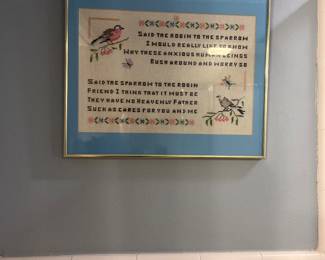 SAID THE ROBIN TO THE SPARROW
I WOULD REALLY LIKE TO KNOW
WHY THESE ANXIOUS HUMAN BEINGS
RUSH AROUND AND WORRY SO
SAID THE SPARROW TO THE ROBIN
FRIEND I THINK THAT IT MUST BE
THEY HAVE NO HEAVENLY FATHER
SUCH AS CARES FOR YOU AND ME